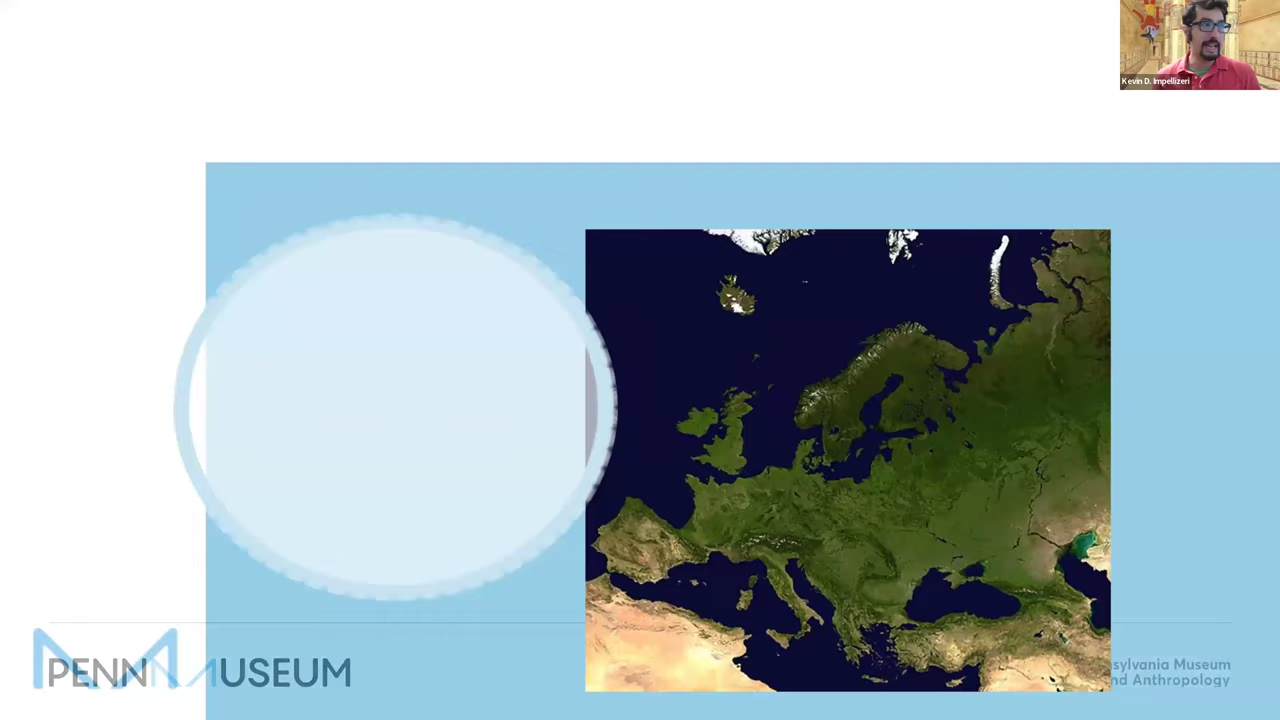 Kevin D. Impellizeri
PENN MUSEUM
sylvania Museum
nd Anthropology